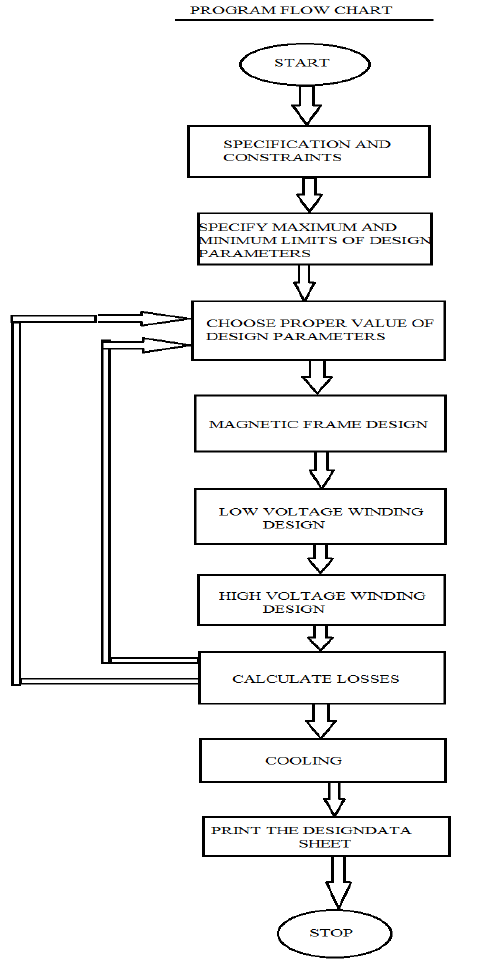 PROGRAM FLOW CHART
START
SPECIFICATION AND
CONSTRAINTS
SPECIFY MAXIMUM AND
MINIMUM LIMITS OF DESIGN
PARAMETERS
CHOOSE PROPER VALUE OF
DESIGN PARAMETERS
MAGNETIC FRAME DESIGN
LOW VOLTAGE WINDING
DESIGN
HIGH VOLTAGE WINDING
DESIGN
CALCULATE LOSSES
COOLING
PRINT THE DESIGNDATA
SHEET
STOP